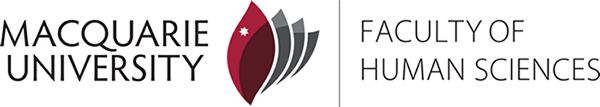 MACQUARIE
UNIVERSITY
FACULTY OF
HUMAN SCIENCES